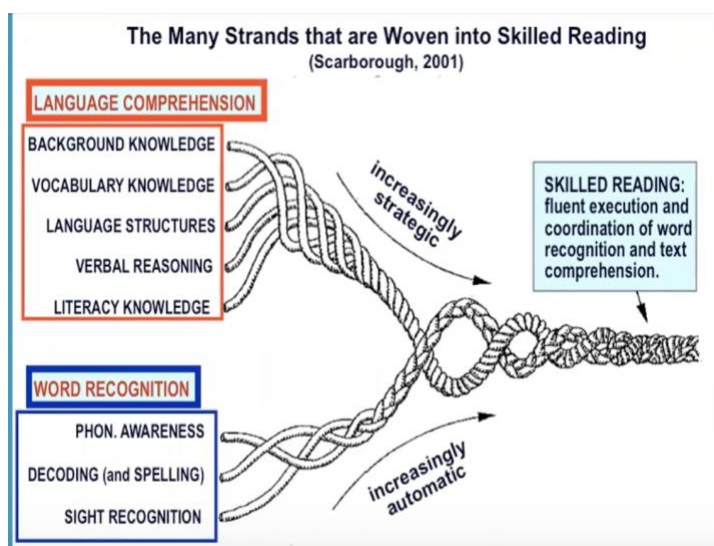 The Many Strands that are Woven into Skilled Reading
(Scarborough, 2001)
LANGUAGE COMPREHENSION
BACKGROUND KNOWLEDGE
VOCABULARY KNOWLEDGE
LANGUAGE STRUCTURES
VERBAL REASONING
LITERACY KNOWLEDGE
increasingly
strategic
SKILLED READING:
fluent execution and
coordination of word
recognition and text
comprehension.
WORD RECOGNITION
PHON. AWARENESS
DECODING (and SPELLING)
SIGHT RECOGNITION
increasingly
automatic